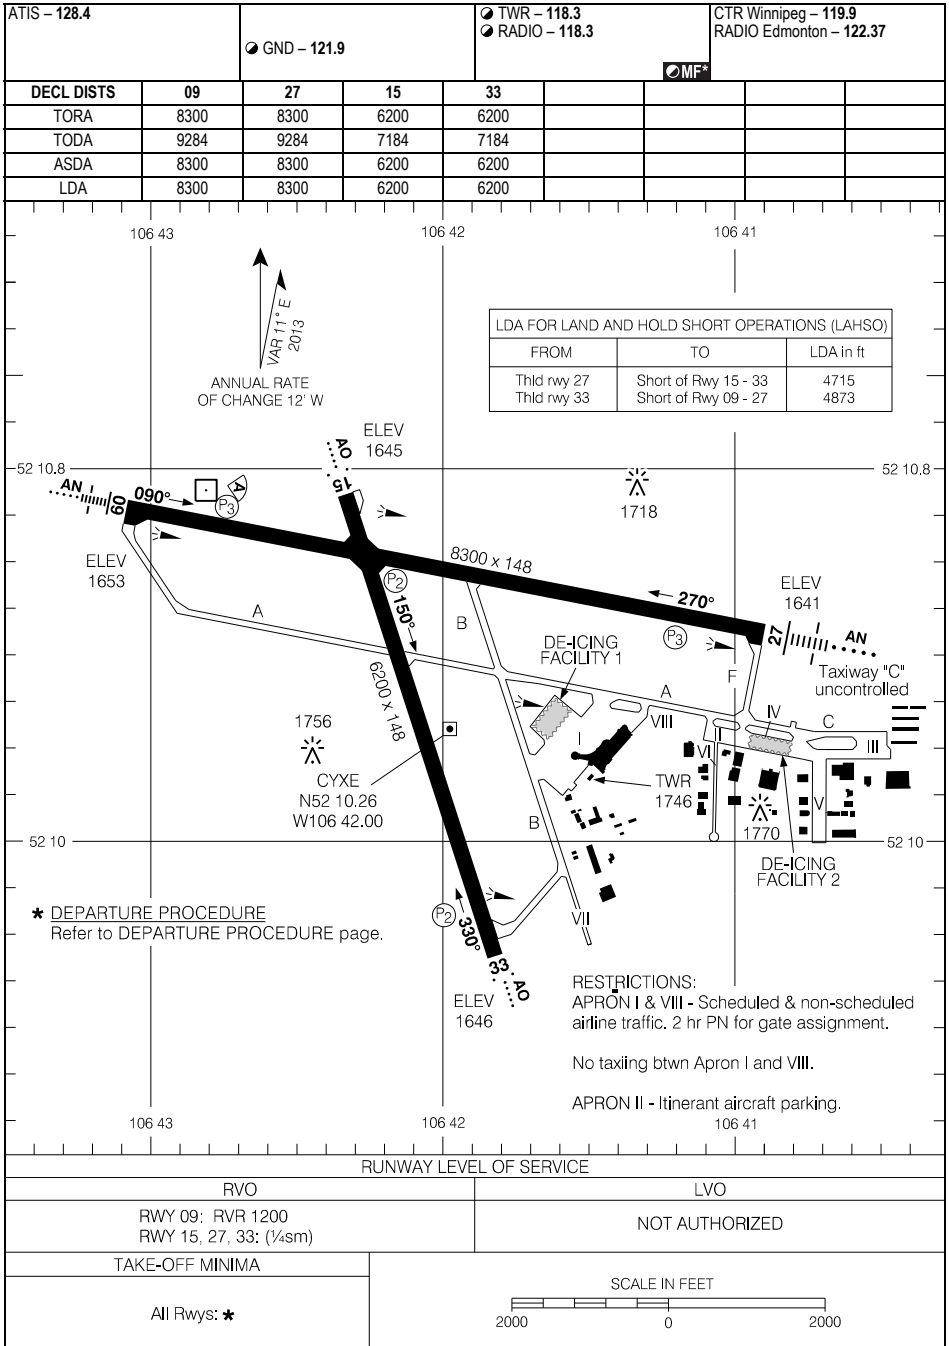 ATIS – 128.4
GND – 121.9
TWR – 118.3
RADIO – 118.3
MF*
CTR Winnipeg – 119.9
RADIO Edmonton – 122.37
DECL DISTS 09 27 15 33
TORA 8300 8300 6200 6200
TODA 9284 9284 7184 7184
ASDA 8300 8300 6200 6200
LDA 8300 8300 6200 6200
106 43 106 42 106 41
VAR 11° E
2013
ANNUAL RATE
OF CHANGE 12' W
LDA FOR LAND AND HOLD SHORT OPERATIONS (LAHSO)
FROM TO LDA in ft
Thld rwy 27 Short of Rwy 15 - 33 4715
Thld rwy 33 Short of Rwy 09 - 27 4873
ELEV
1645
AO
15
52 10.8
52 10.8
AN
09
090°
A
P3
1718
ELEV
1653
8300 x 148
P2
150°
270°
P3
ELEV
1641
27
AN
Taxiway "C"
uncontrolled
A
B
DE-ICING
FACILITY 1
A
F
6200 x 148
1756
CYXE
N52 10.26
W106 42.00
I
VIII
II
IV
C
III
VI
V
TWR
1746
B
1770
52 10
52 10
DE-ICING
FACILITY 2
* DEPARTURE PROCEDURE
Refer to DEPARTURE PROCEDURE page.
P2
330°
VII
33
AO
ELEV
1646
RESTRICTIONS:
APRON I & VIII - Scheduled & non-scheduled
airline traffic. 2 hr PN for gate assignment.
No taxiing btwn Apron I and VIII.
APRON II - Itinerant aircraft parking.
106 43 106 42 106 41
RUNWAY LEVEL OF SERVICE
RVO LVO
RWY 09: RVR 1200
RWY 15, 27, 33: (¼sm)
NOT AUTHORIZED
TAKE-OFF MINIMA
All Rwys: *
SCALE IN FEET
2000 0 2000